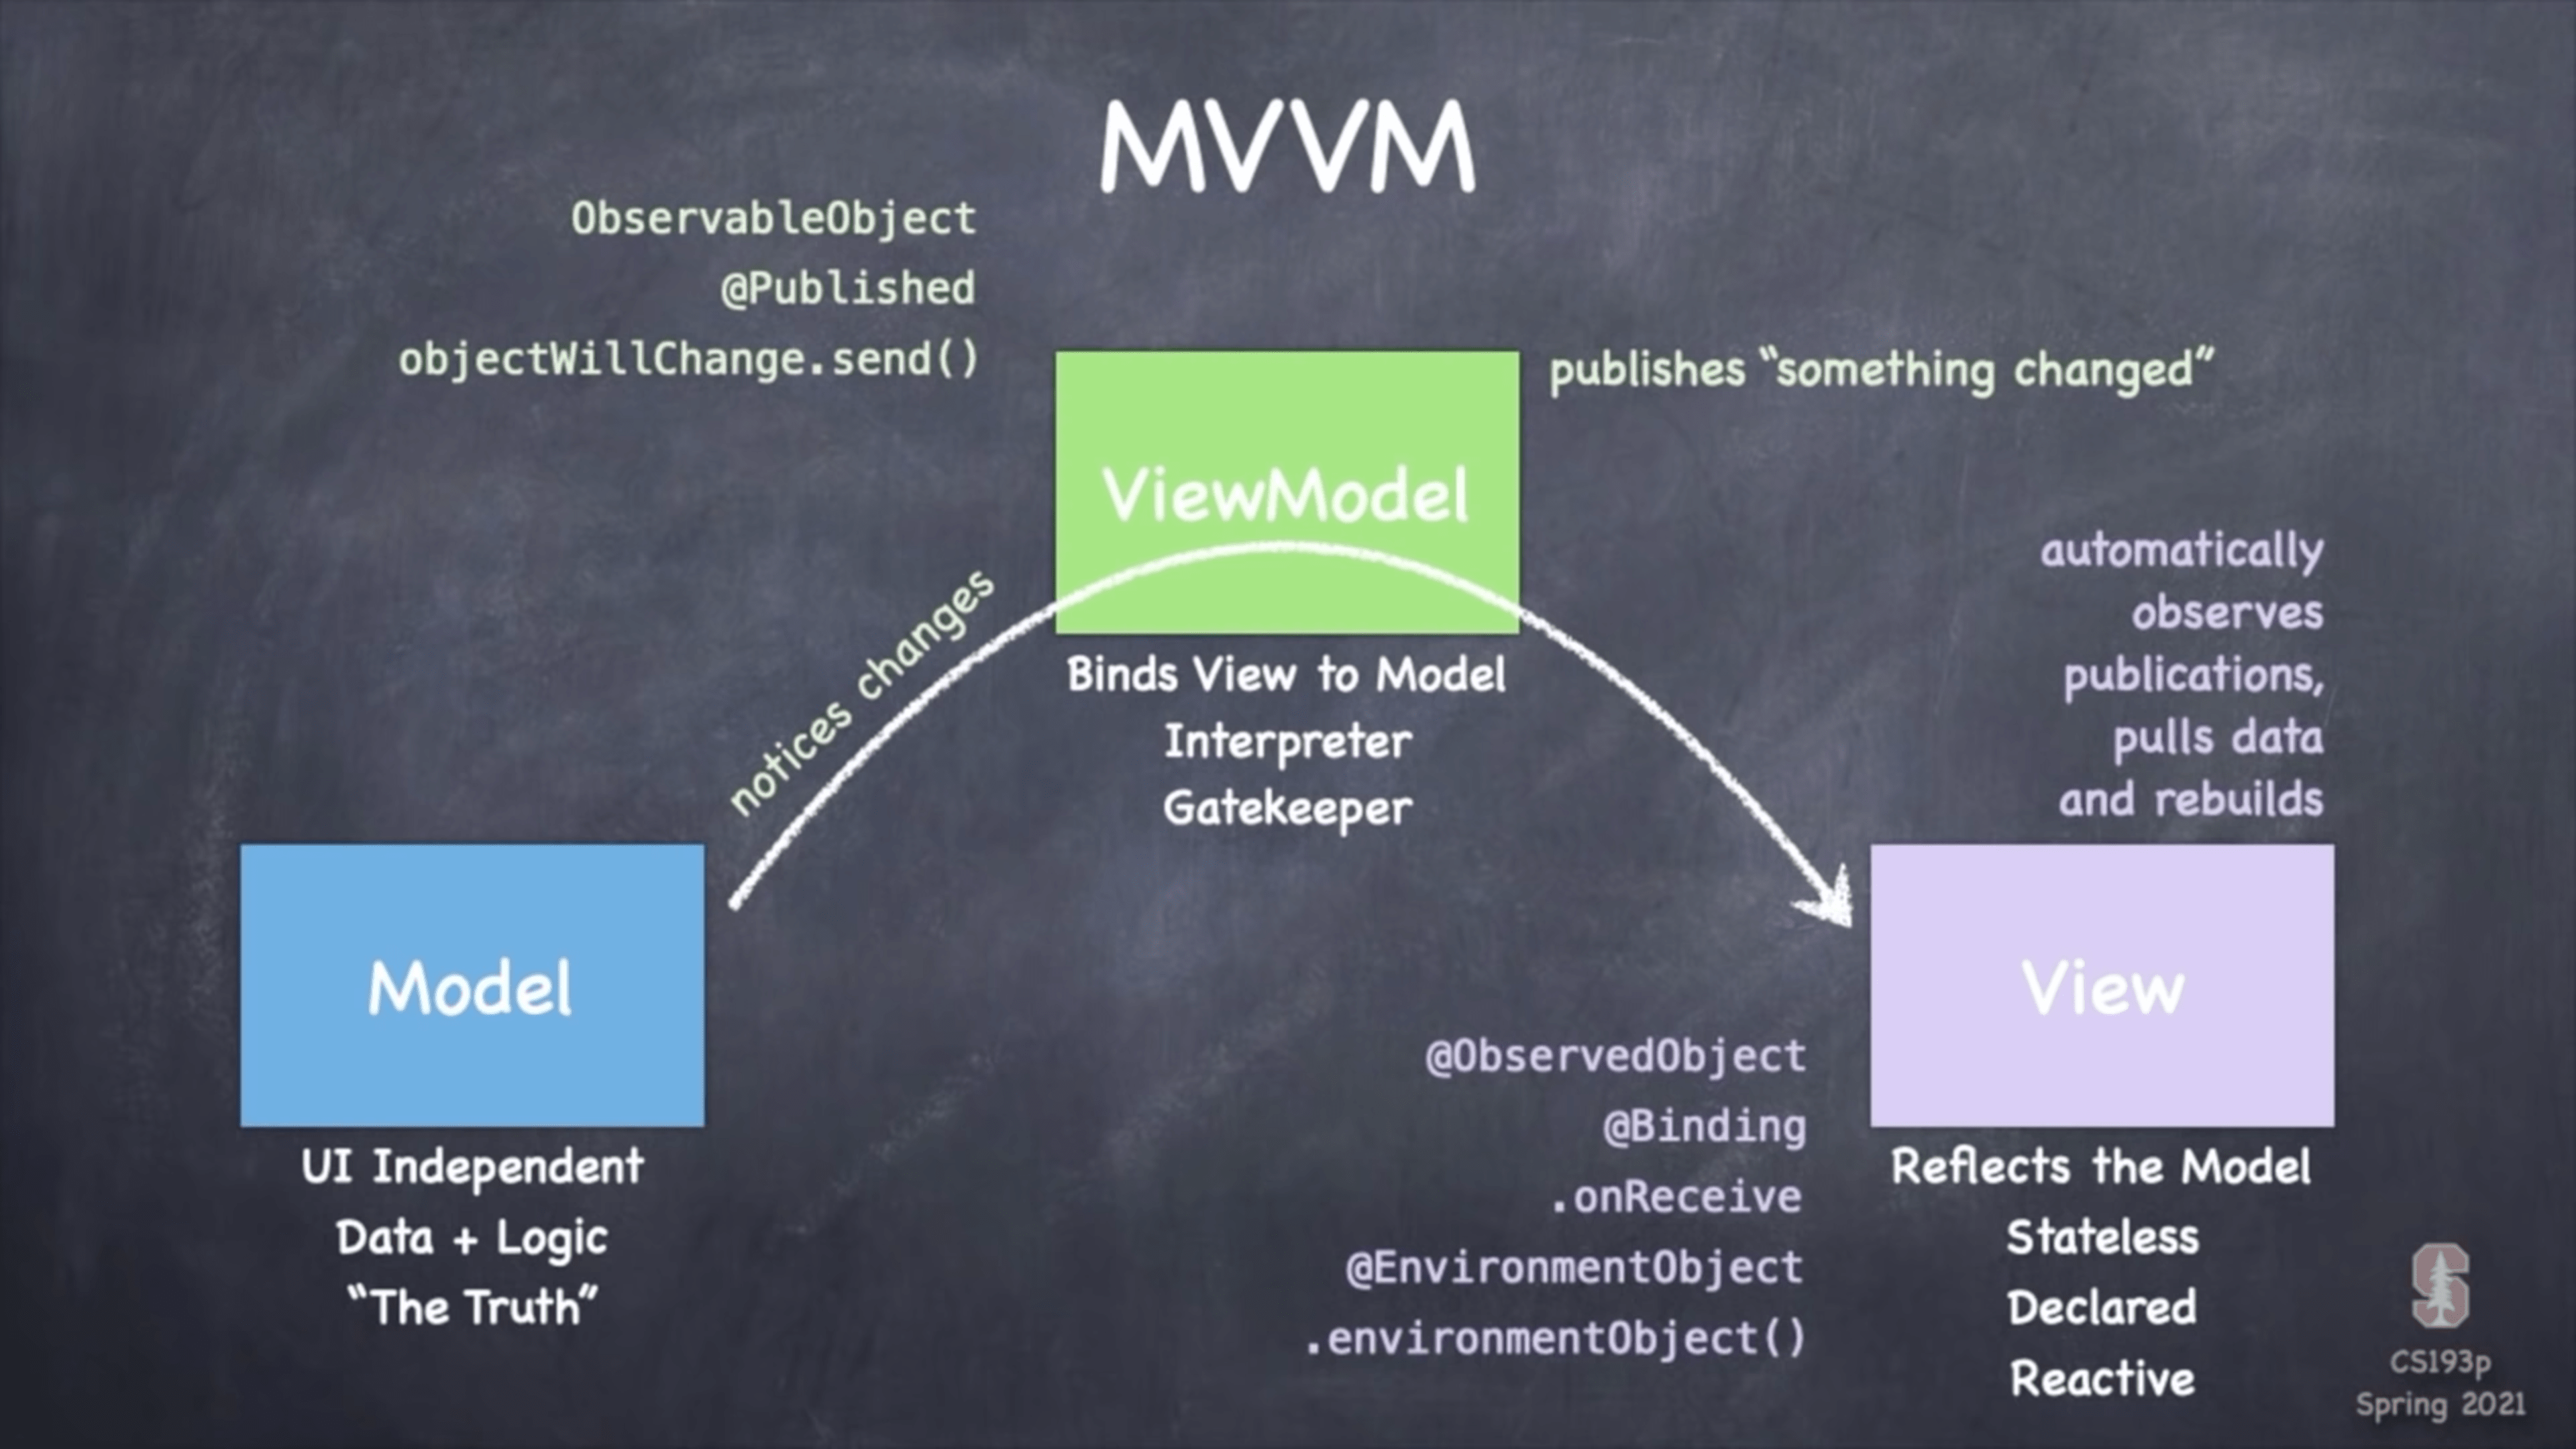 MVVM
ObservableObject
@Published
objectWillChange.send()
publishes “something changed”
ViewModel
notices changes
Binds View to Model
Interpreter
Gatekeeper
automatically
observes
publications,
pulls data
and rebuilds
Model
UI Independent
Data + Logic
“The Truth”
View
@ObservedObject
@Binding
.onReceive
@EnvironmentObject
.environmentObject()
Reflects the Model
Stateless
Declared
Reactive
S
CS193p
Spring 2021